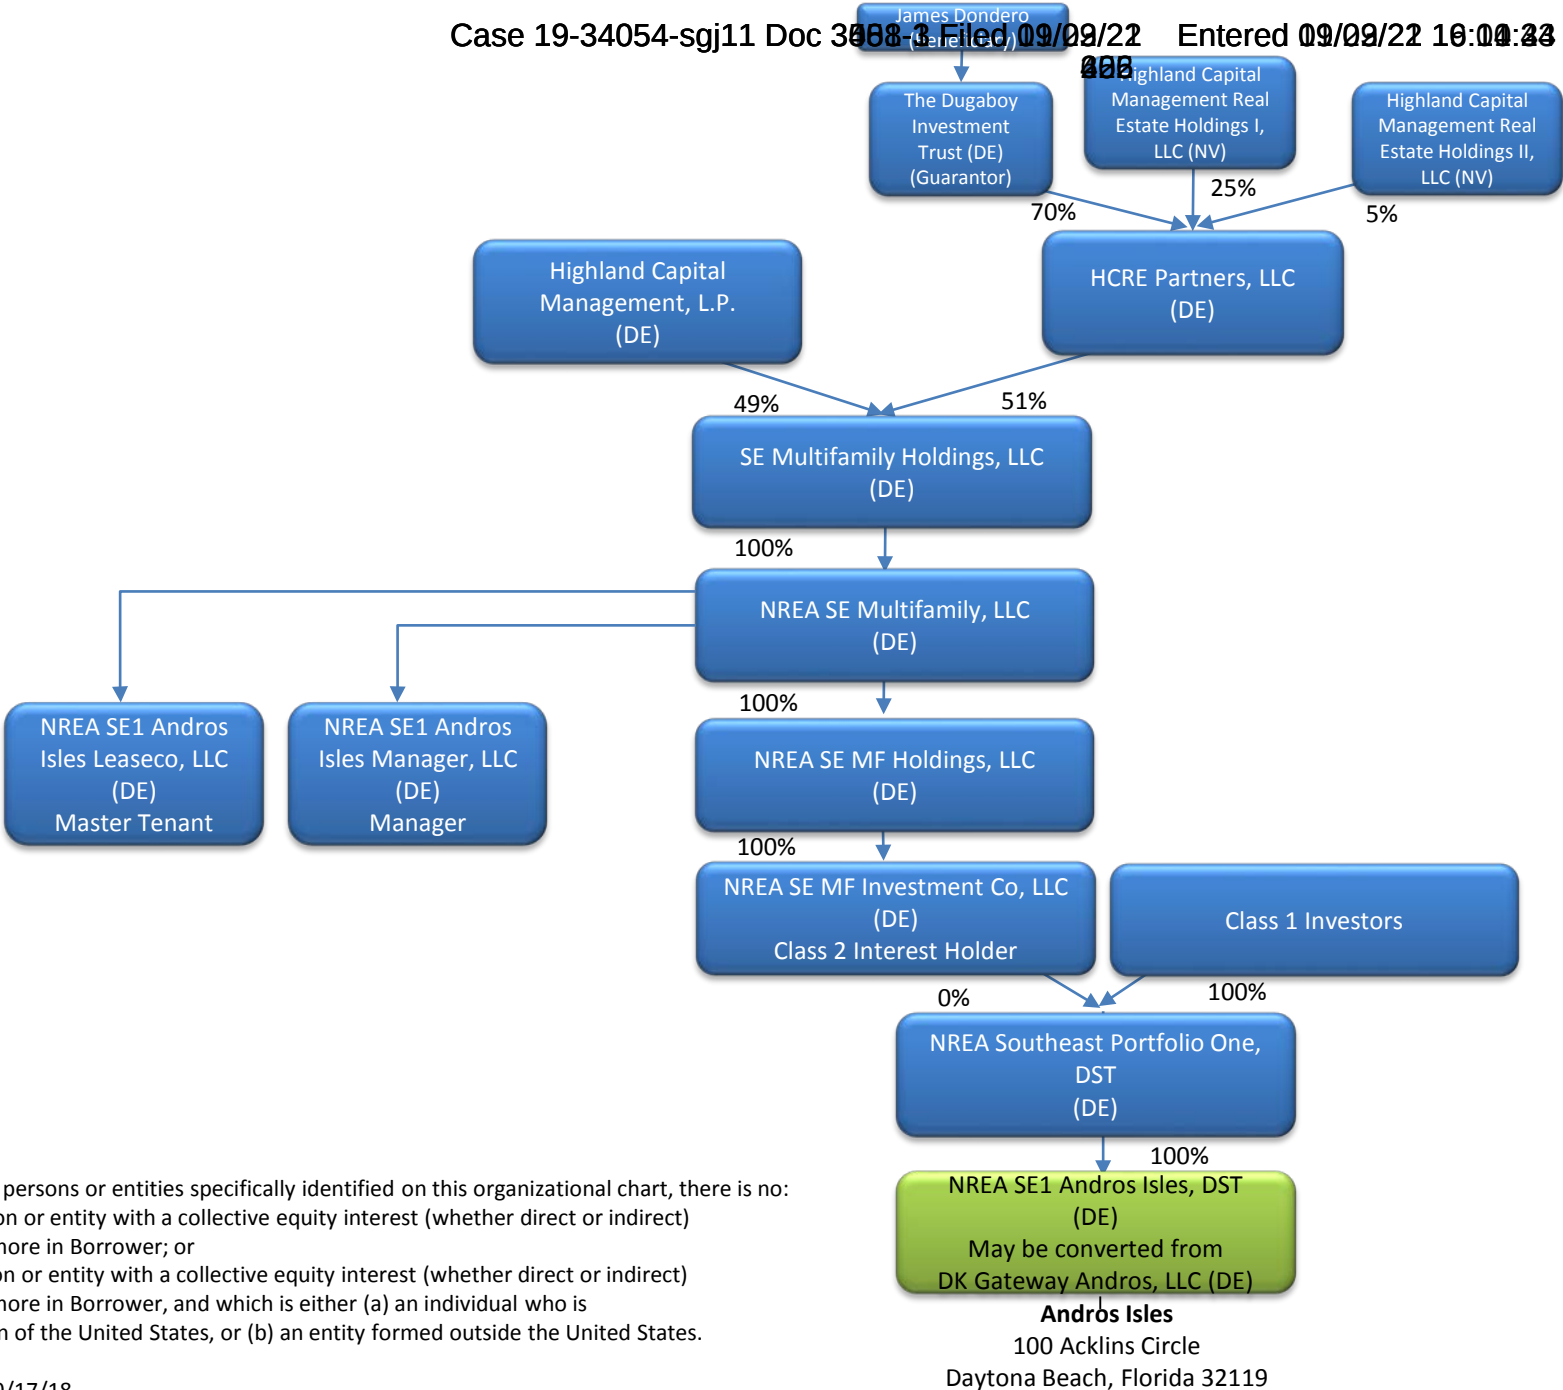 James Dondero
(Beneficiary)
Case 19-34054-sgj11 Doc Filed Entered
The Dugaboy
Investment
Trust (DE)
(Guarantor)
Highland Capital
Management Real
Estate Holdings I,
LLC (NV)
Highland Capital
Management Real
Estate Holdings II,
LLC (NV)
70%
25%
5%
Highland Capital
Management, L.P.
(DE)
HCRE Partners, LLC
(DE)
49%
51%
SE Multifamily Holdings, LLC
(DE)
100%
NREA SE Multifamily, LLC
(DE)
NREA SE1 Andros
Isles Leaseco, LLC
(DE)
Master Tenant
NREA SE1 Andros
Isles Manager, LLC
(DE)
Manager
100%
NREA SE MF Holdings, LLC
(DE)
100%
NREA SE MF Investment Co, LLC
(DE)
Class 2 Interest Holder
Class 1 Investors
0%
100%
NREA Southeast Portfolio One,
DST
(DE)
100%
NREA SE1 Andros Isles, DST
(DE)
May be converted from
DK Gateway Andros, LLC (DE)
Andros Isles
100 Acklins Circle
Daytona Beach, Florida 32119
persons or entities specifically identified on this organizational chart, there is no:
on or entity with a collective equity interest (whether direct or indirect)
more in Borrower; or
on or entity with a collective equity interest (whether direct or indirect)
more in Borrower, and which is either (a) an individual who is
n of the United States, or (b) an entity formed outside the United States.
/17/18